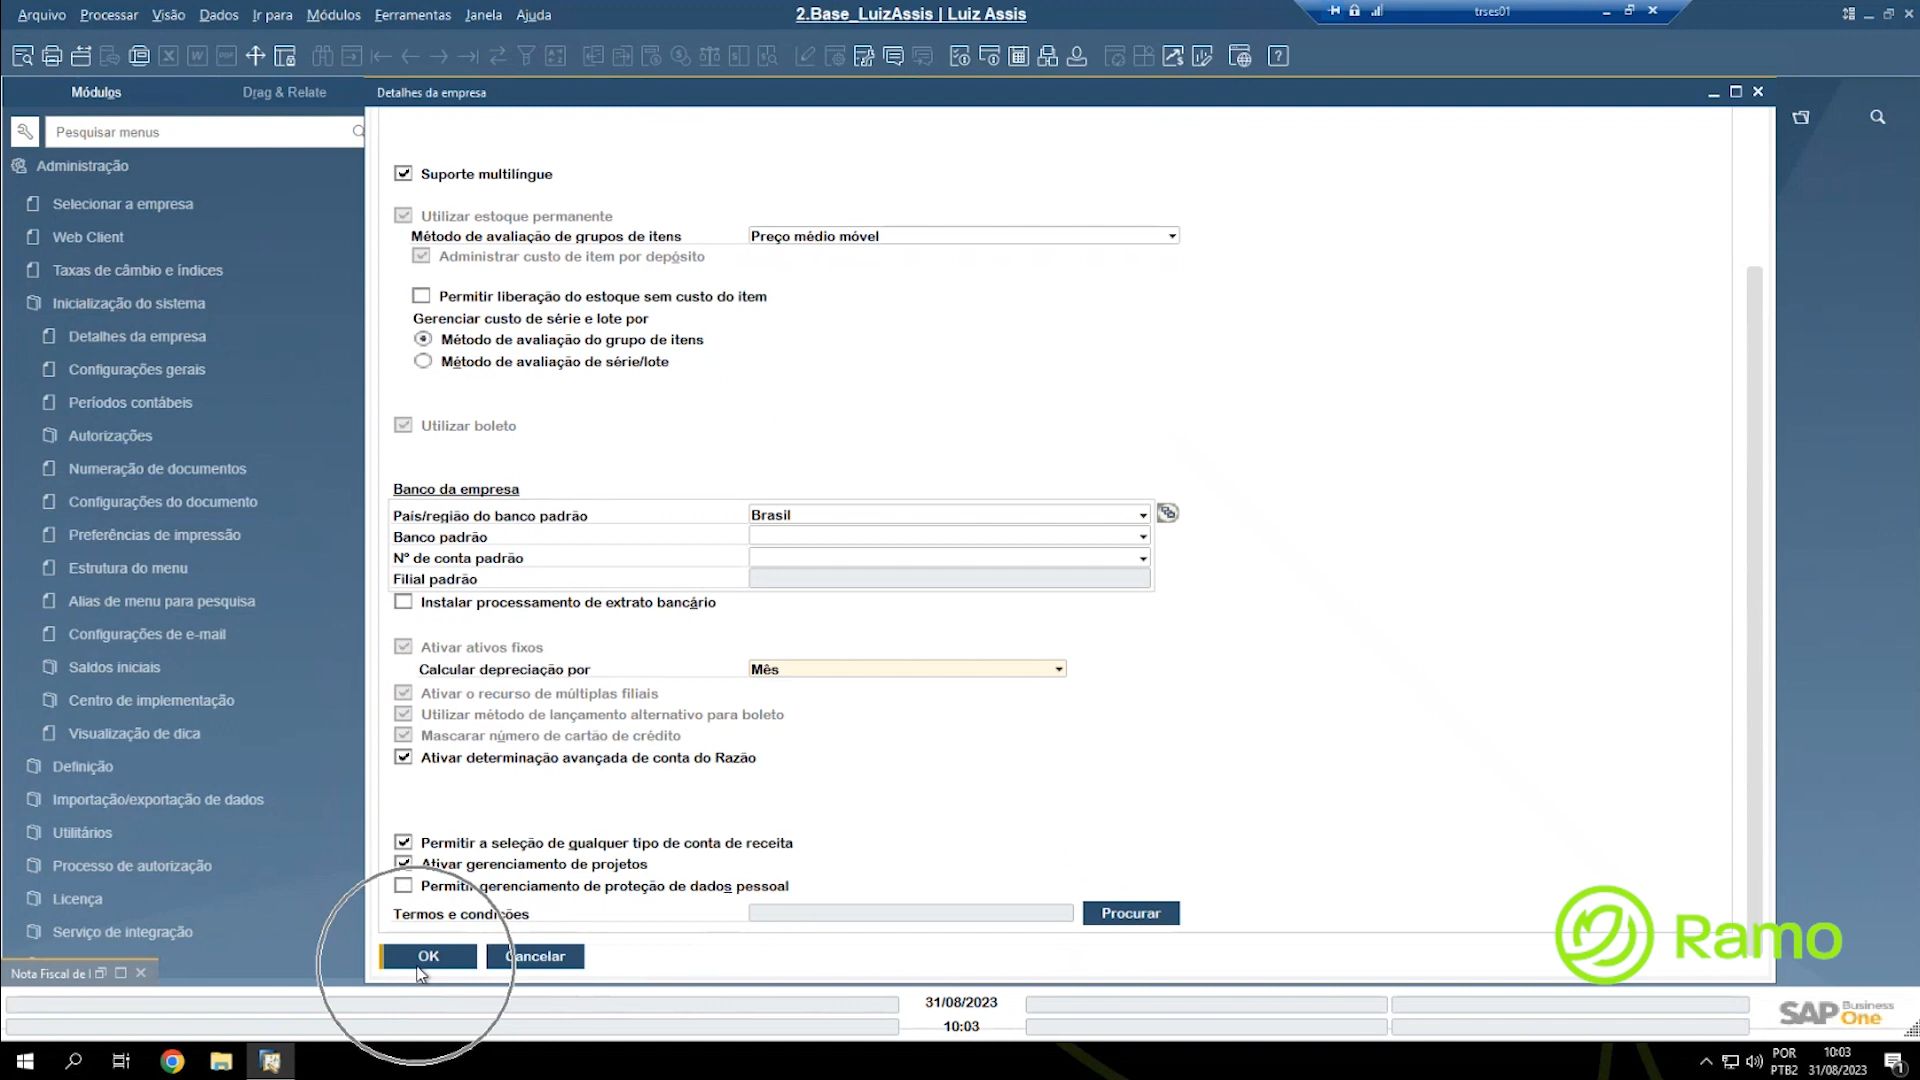 Arquivo Processar Visão Dados Ir para Módulos Ferramentas Janela Ajuda
2.Base_LuizAssis | Luiz Assis
trses01
Módulos
Drag & Relate
Detalhes da empresa
Pesquisar menus
Administração
Selecionar a empresa
Web Client
Taxas de câmbio e índices
Inicialização do sistema
Detalhes da empresa
Configurações gerais
Períodos contábeis
Autorizações
Numeração de documentos
Configurações do documento
Preferências de impressão
Estrutura do menu
Alias de menu para pesquisa
Configurações de e-mail
Saldos iniciais
Centro de implementação
Visualização de dica
Definição
Importação/exportação de dados
Utilitários
Processo de autorização
Licença
Serviço de integração
Nota Fiscal de
Suporte multilíngue
Utilizar estoque permanente
Método de avaliação de grupos de itens Preço médio móvel
Administrar custo de item por depósito
Permitir liberação do estoque sem custo do item
Gerenciar custo de série e lote por
Método de avaliação do grupo de itens
Método de avaliação de série/lote
Utilizar boleto
Banco da empresa
País/região do banco padrão Brasil
Banco padrão
Nº de conta padrão
Filial padrão
Instalar processamento de extrato bancário
Ativar ativos fixos
Calcular depreciação por Mês
Ativar o recurso de múltiplas filiais
Utilizar método de lançamento alternativo para boleto
Mascarar número de cartão de crédito
Ativar determinação avançada de conta do Razão
Permitir a seleção de qualquer tipo de conta de receita
Ativar gerenciamento de projetos
Permitir gerenciamento de proteção de dados pessoal
Termos e condições Procurar
OK Cancelar
Ramo
31/08/2023
10:03
SAP Business One
POR
PTB2
10:03
31/08/2023
1